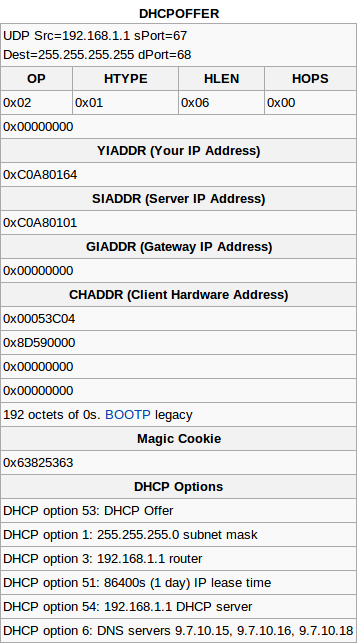 DHCPOFFER
UDP Src=192.168.1.1 sPort=67
Dest=255.255.255.255 dPort=68
OP HTYPE HLEN HOPS
0x02 0x01 0x06 0x00
0x00000000
YIADDR (Your IP Address)
0xC0A80164
SIADDR (Server IP Address)
0xC0A80101
GIADDR (Gateway IP Address)
0x00000000
CHADDR (Client Hardware Address)
0x00053C04
0x8D590000
0x00000000
0x00000000
192 octets of 0s. BOOTP legacy
Magic Cookie
0x63825363
DHCP Options
DHCP option 53: DHCP Offer
DHCP option 1: 255.255.255.0 subnet mask
DHCP option 3: 192.168.1.1 router
DHCP option 51: 86400s (1 day) IP lease time
DHCP option 54: 192.168.1.1 DHCP server
DHCP option 6: DNS servers 9.7.10.15, 9.7.10.16, 9.7.10.18